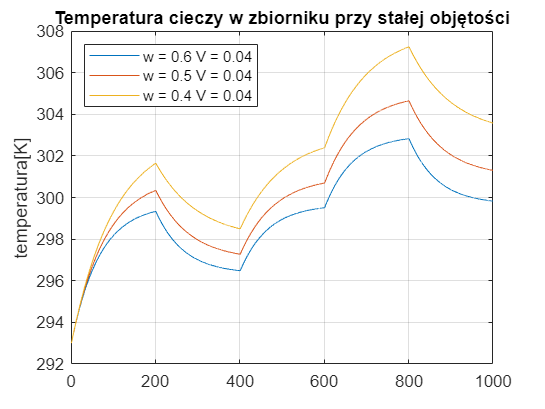 Temperatura cieczy w zbiorniku przy stałej objętości
308
306
304
302
300
298
296
294
292
temperatura[K]
w = 0.6 V = 0.04
w = 0.5 V = 0.04
w = 0.4 V = 0.04
0 200 400 600 800 1000